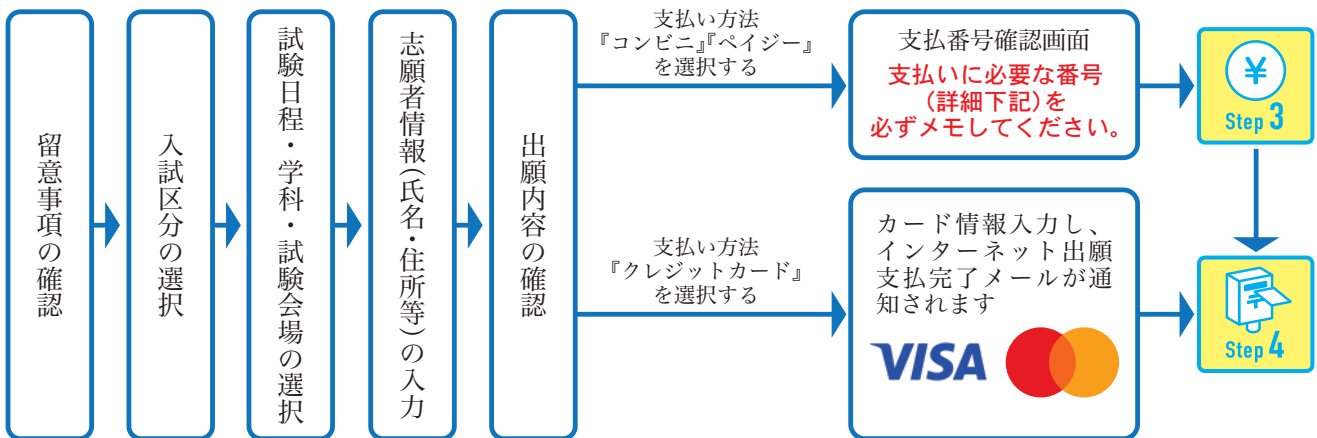 留意事項の確認
入試区分の選択
試験日程・学科・試験会場の選択
志願者情報(氏名・住所等)の入力
出願内容の確認
支払い方法
『コンビニ』『ペイジー』
を選択する
支払番号確認画面
支払いに必要な番号
(詳細下記)を
必ずメモしてください。
¥
Step 3
支払い方法
『クレジットカード』
を選択する
カード情報入力し、
インターネット出願
支払完了メールが通
知されます
VISA
Step 4